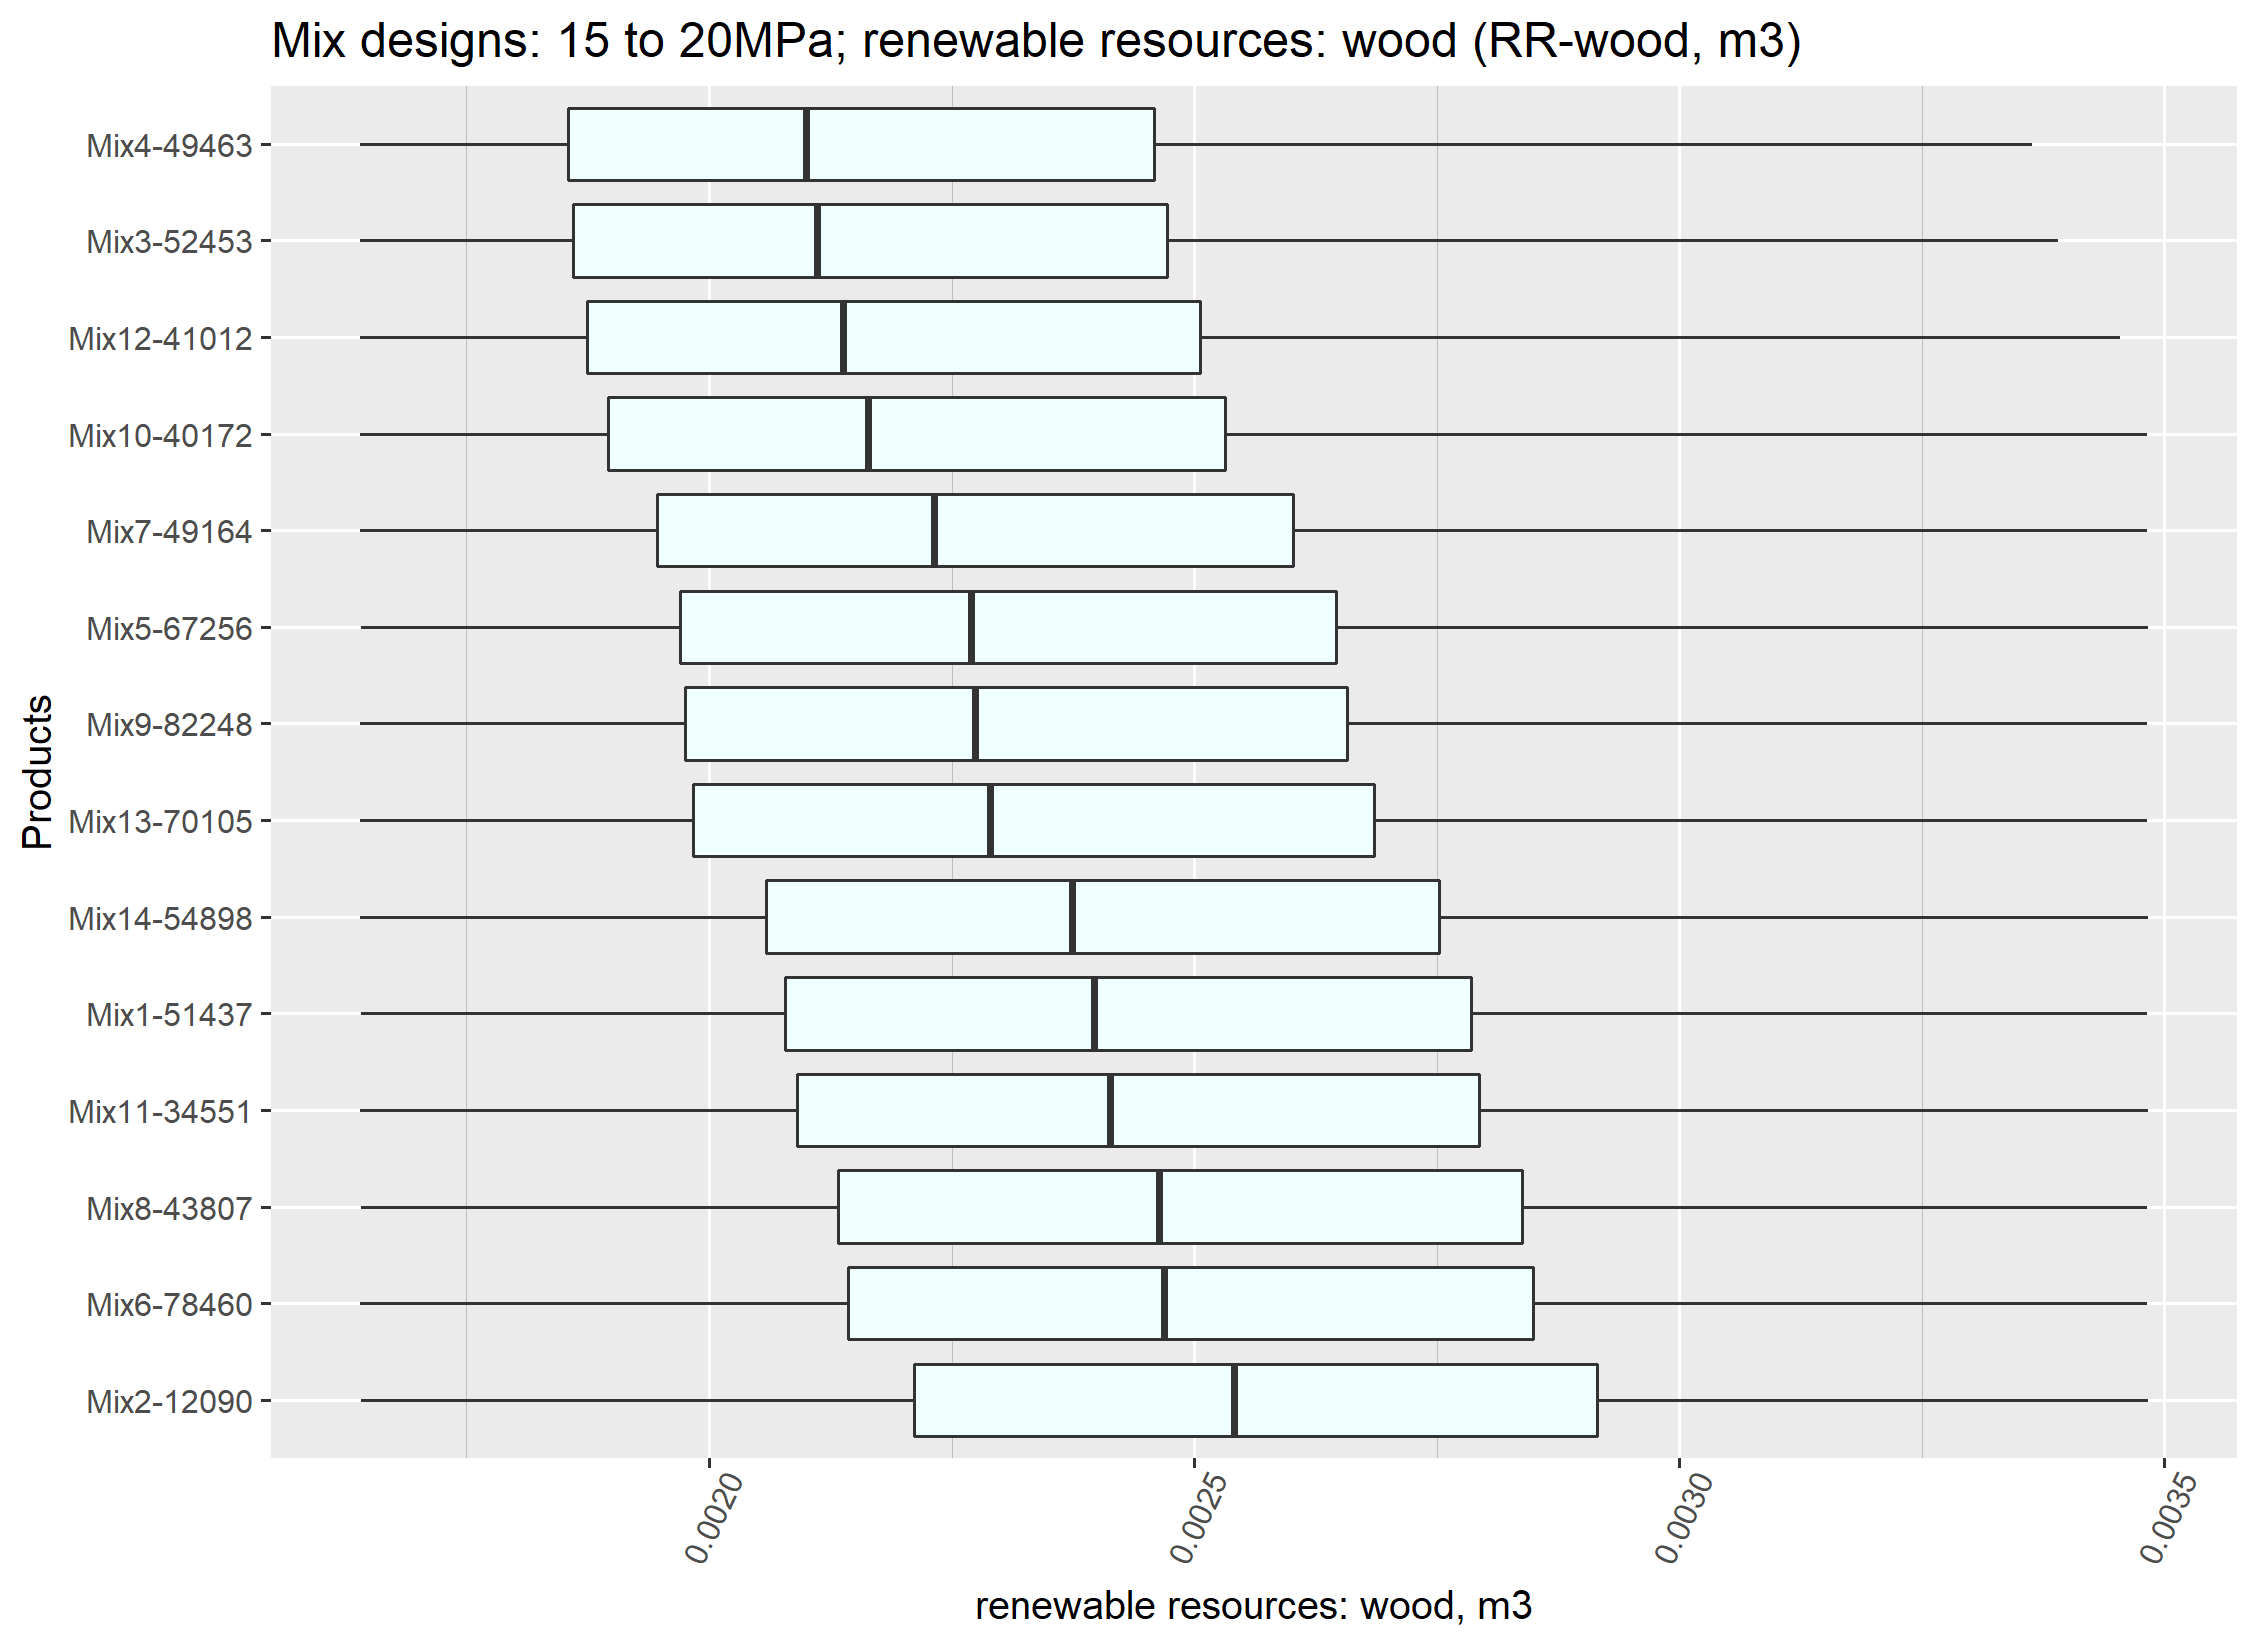 Mix designs: 15 to 20MPa; renewable resources: wood (RR-wood, m3)
Products
Mix4-49463
Mix3-52453
Mix12-41012
Mix10-40172
Mix7-49164
Mix5-67256
Mix9-82248
Mix13-70105
Mix14-54898
Mix1-51437
Mix11-34551
Mix8-43807
Mix6-78460
Mix2-12090
0.0020
0.0025
0.0030
0.0035
renewable resources: wood, m3